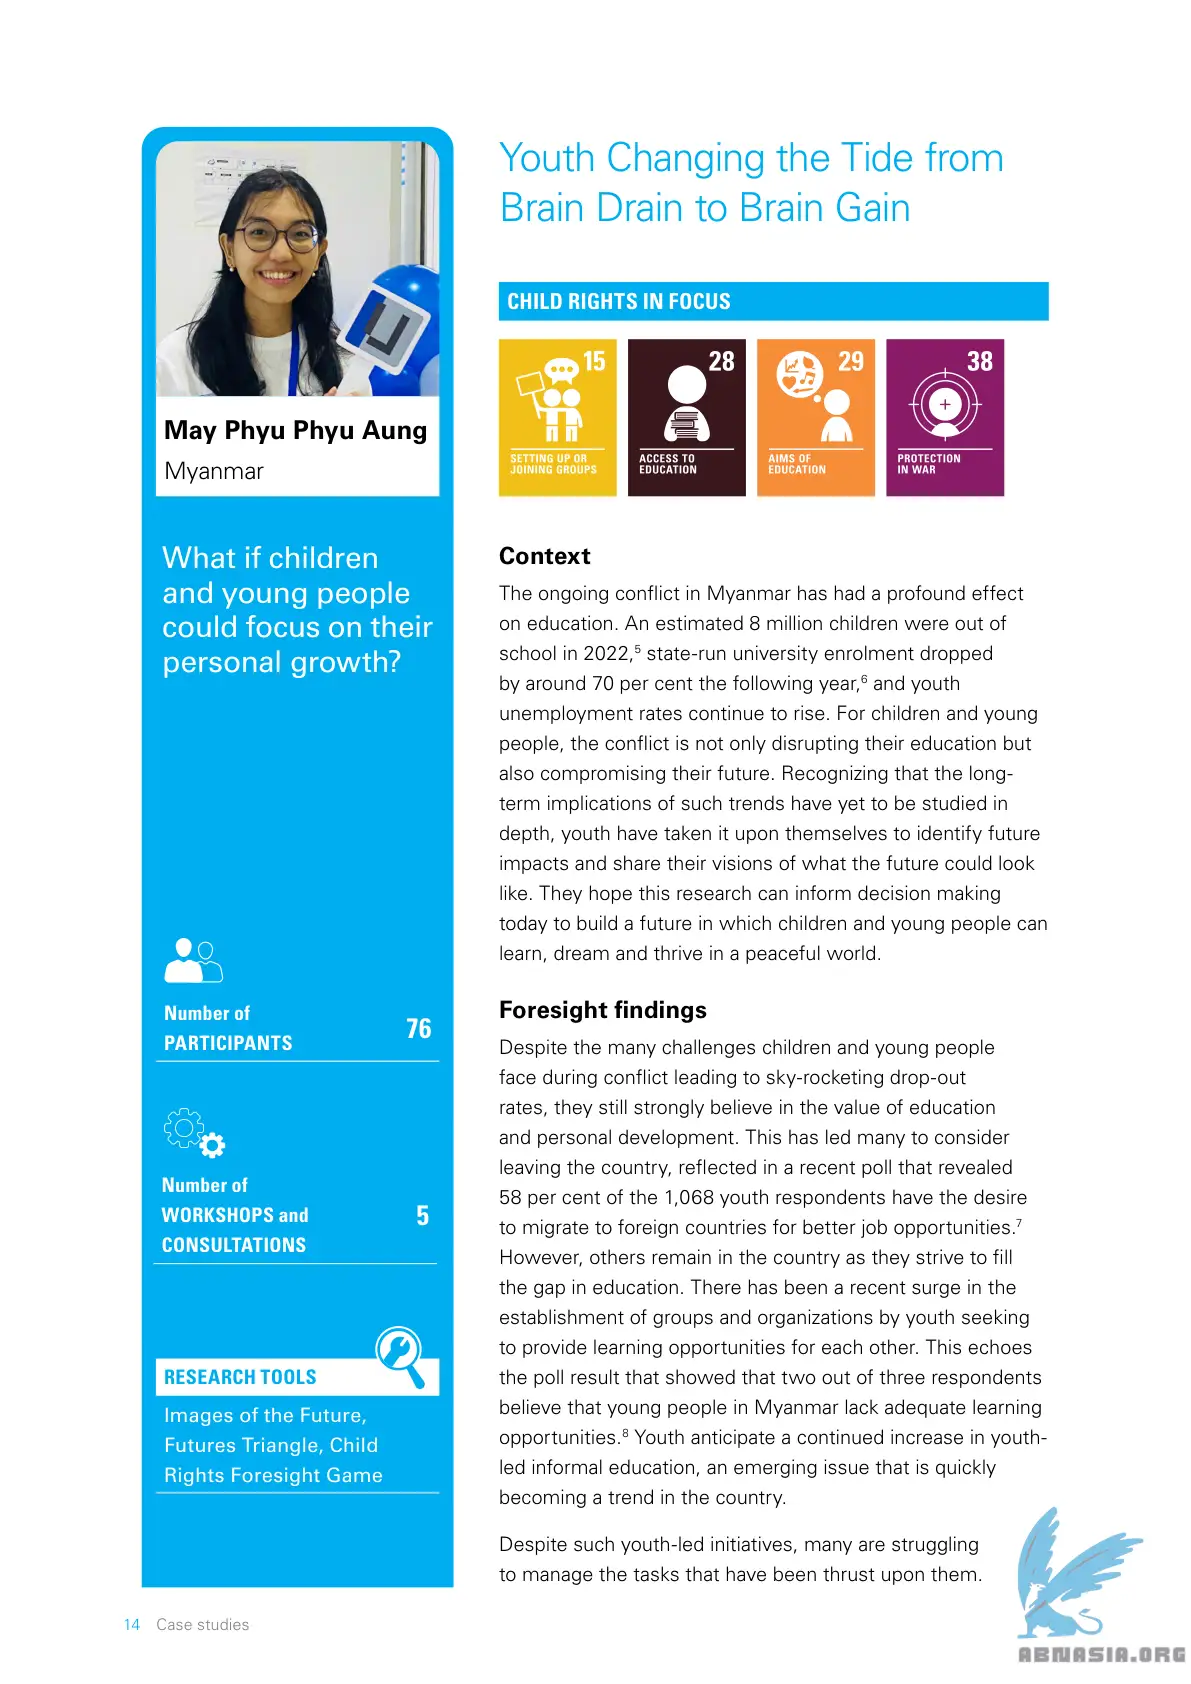 May Phyu Phyu Aung
Myanmar
What if children
and young people
could focus on their
personal growth?
Number of
PARTICIPANTS
76
Number of
WORKSHOPS and
CONSULTATIONS
5
RESEARCH TOOLS
Images of the Future,
Futures Triangle, Child
Rights Foresight Game
Youth Changing the Tide from
Brain Drain to Brain Gain
CHILD RIGHTS IN FOCUS
15
SETTING UP OR
JOINING GROUPS
28
ACCESS TO
EDUCATION
29
AIMS OF
EDUCATION
38
PROTECTION
IN WAR
Context
The ongoing conflict in Myanmar has had a profound effect
on education. An estimated 8 million children were out of
school in 2022,⁵ state-run university enrolment dropped
by around 70 per cent the following year,⁶ and youth
unemployment rates continue to rise. For children and young
people, the conflict is not only disrupting their education but
also compromising their future. Recognizing that the long-
term implications of such trends have yet to be studied in
depth, youth have taken it upon themselves to identify future
impacts and share their visions of what the future could look
like. They hope this research can inform decision making
today to build a future in which children and young people can
learn, dream and thrive in a peaceful world.
Foresight findings
Despite the many challenges children and young people
face during conflict leading to sky-rocketing drop-out
rates, they still strongly believe in the value of education
and personal development. This has led many to consider
leaving the country, reflected in a recent poll that revealed
58 per cent of the 1,068 youth respondents have the desire
to migrate to foreign countries for better job opportunities.⁷
However, others remain in the country as they strive to fill
the gap in education. There has been a recent surge in the
establishment of groups and organizations by youth seeking
to provide learning opportunities for each other. This echoes
the poll result that showed that two out of three respondents
believe that young people in Myanmar lack adequate learning
opportunities.⁸ Youth anticipate a continued increase in youth-
led informal education, an emerging issue that is quickly
becoming a trend in the country.
Despite such youth-led initiatives, many are struggling
to manage the tasks that have been thrust upon them.
14 Case studies
ABNASIA.ORG